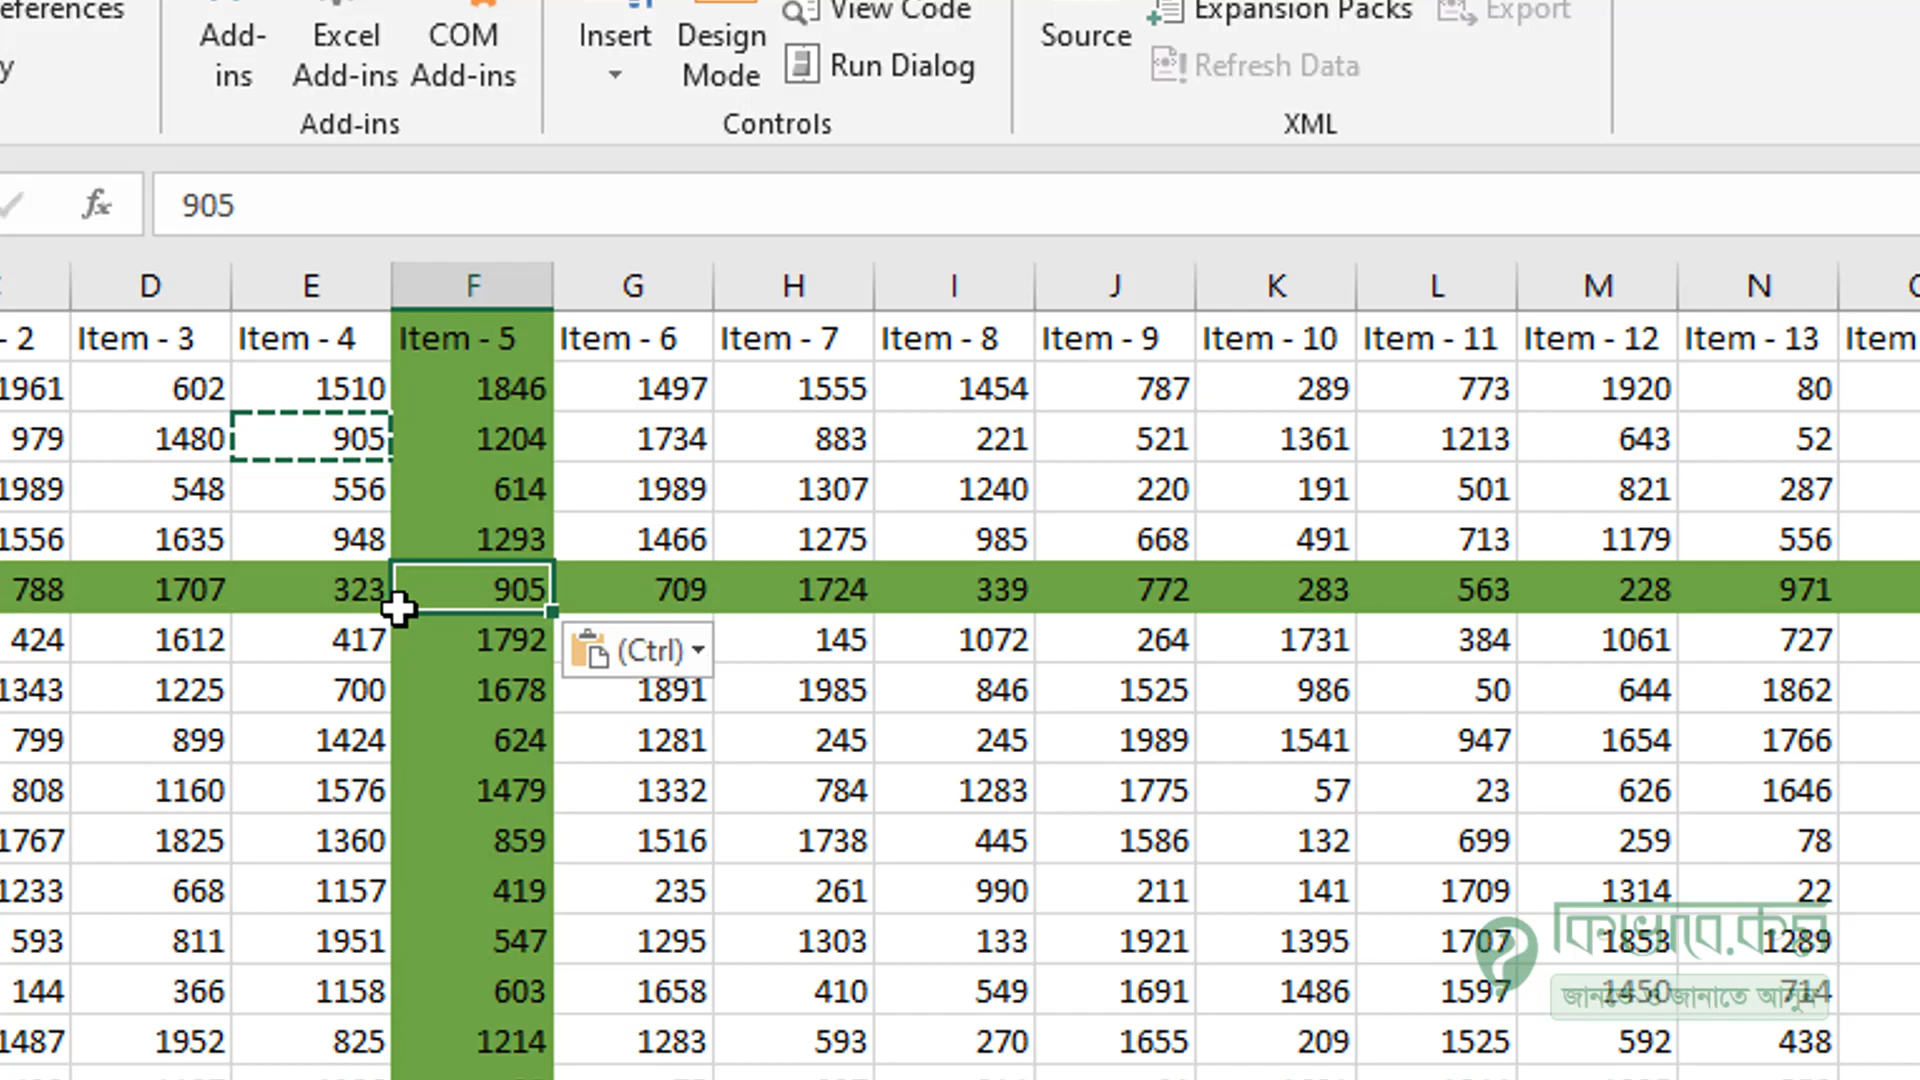 eferences
Add-
ins
Excel
Add-ins
COM
Add-ins
Add-ins
Insert
Design
Mode
View Code
Run Dialog
Controls
Source
Expansion Packs
Export
Refresh Data
XML
fx 905
D E F G H I J K L M N
- 2 Item - 3 Item - 4 Item - 5 Item - 6 Item - 7 Item - 8 Item - 9 Item - 10 Item - 11 Item - 12 Item - 13 Item
1961 602 1510 1846 1497 1555 1454 787 289 773 1920 80
979 1480 905 1204 1734 883 221 521 1361 1213 643 52
1989 548 556 614 1989 1307 1240 220 191 501 821 287
1556 1635 948 1293 1466 1275 985 668 491 713 1179 556
788 1707 323 905 709 1724 339 772 283 563 228 971
424 1612 417 1792 (Ctrl) 145 1072 264 1731 384 1061 727
1343 1225 700 1678 1891 1985 846 1525 986 50 644 1862
799 899 1424 624 1281 245 245 1989 1541 947 1654 1766
808 1160 1576 1479 1332 784 1283 1775 57 23 626 1646
1767 1825 1360 859 1516 1738 445 1586 132 699 259 78
1233 668 1157 419 235 261 990 211 141 1709 1314 22
593 811 1951 547 1295 1303 133 1921 1395 1707 1853 1289
144 366 1158 603 1658 410 549 1691 1486 1597 1450 714
1487 1952 825 1214 1283 593 270 1655 209 1525 592 438
কিভাবে.কম
জানতে ও জানাতে আসুন